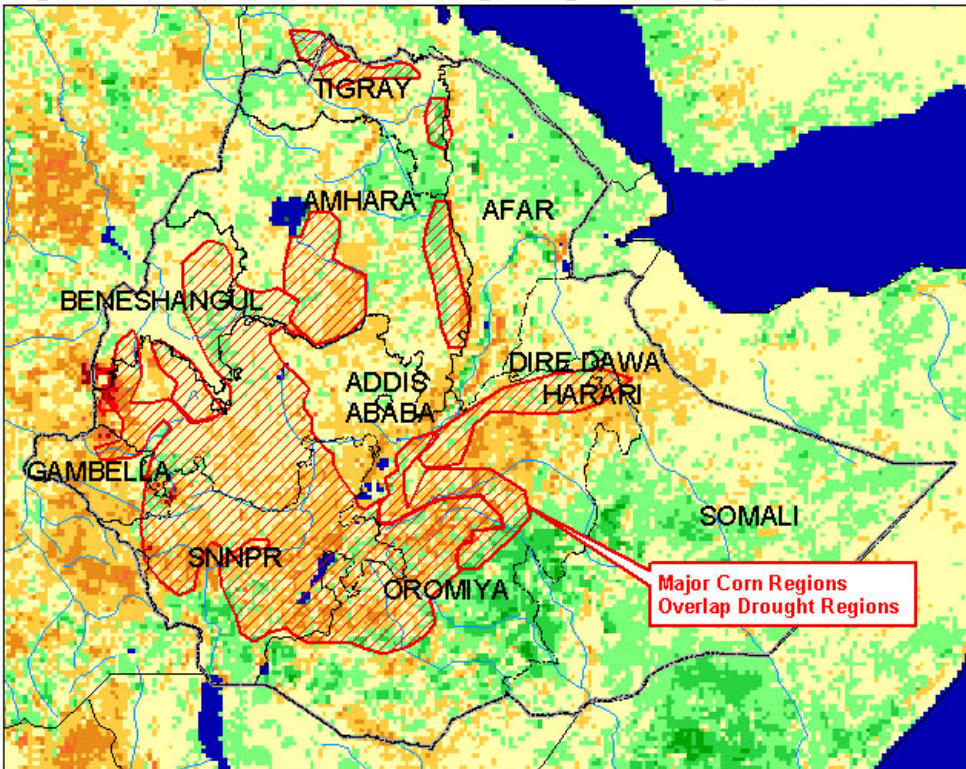 TIGRAY
AMHARA
AFAR
BENESHANGUL
DIRE DAWA
ADDIS
ABABA
HARARI
GAMBELLA
SOMALI
SNNPR
OROMIYA
Major Corn Regions
Overlap Drought Regions